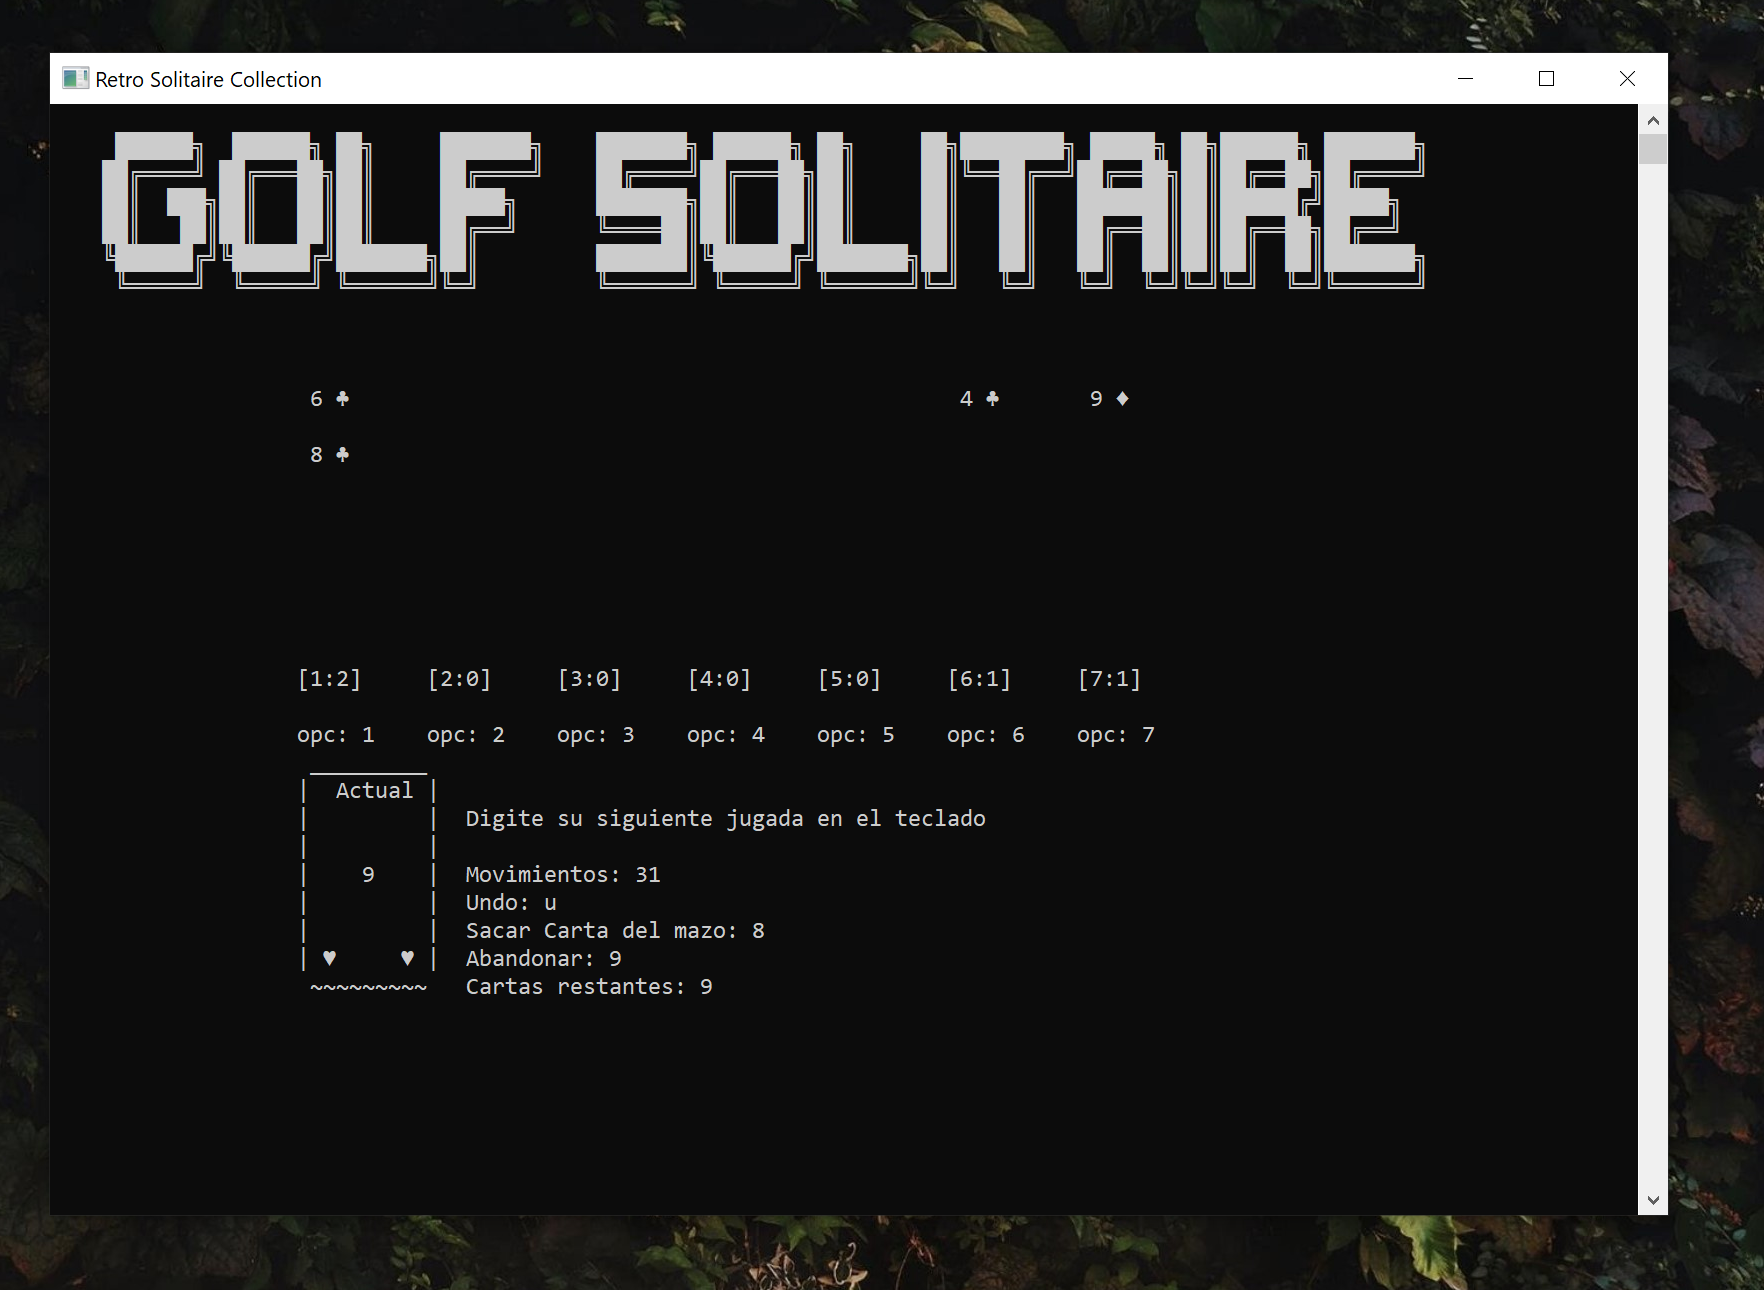 Retro Solitaire Collection
GOLF SOLITAIRE
6 ♣ 4 ♣ 9 ♦
8 ♣
[1:2] [2:0] [3:0] [4:0] [5:0] [6:1] [7:1]
opc: 1 opc: 2 opc: 3 opc: 4 opc: 5 opc: 6 opc: 7
Actual
Digite su siguiente jugada en el teclado
9 Movimientos: 31
Undo: u
Sacar Carta del mazo: 8
♥ ♥ Abandonar: 9
~~~~~~~~~ Cartas restantes: 9